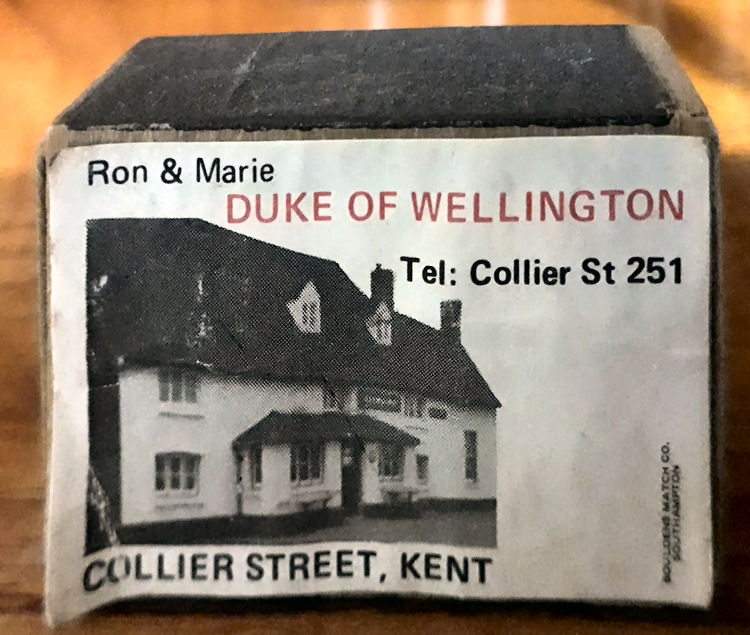 Ron & Marie
DUKE OF WELLINGTON
Tel: Collier St 251
COLLIER STREET, KENT
BOULDENS MATCH CO.
SOUTHAMPTON